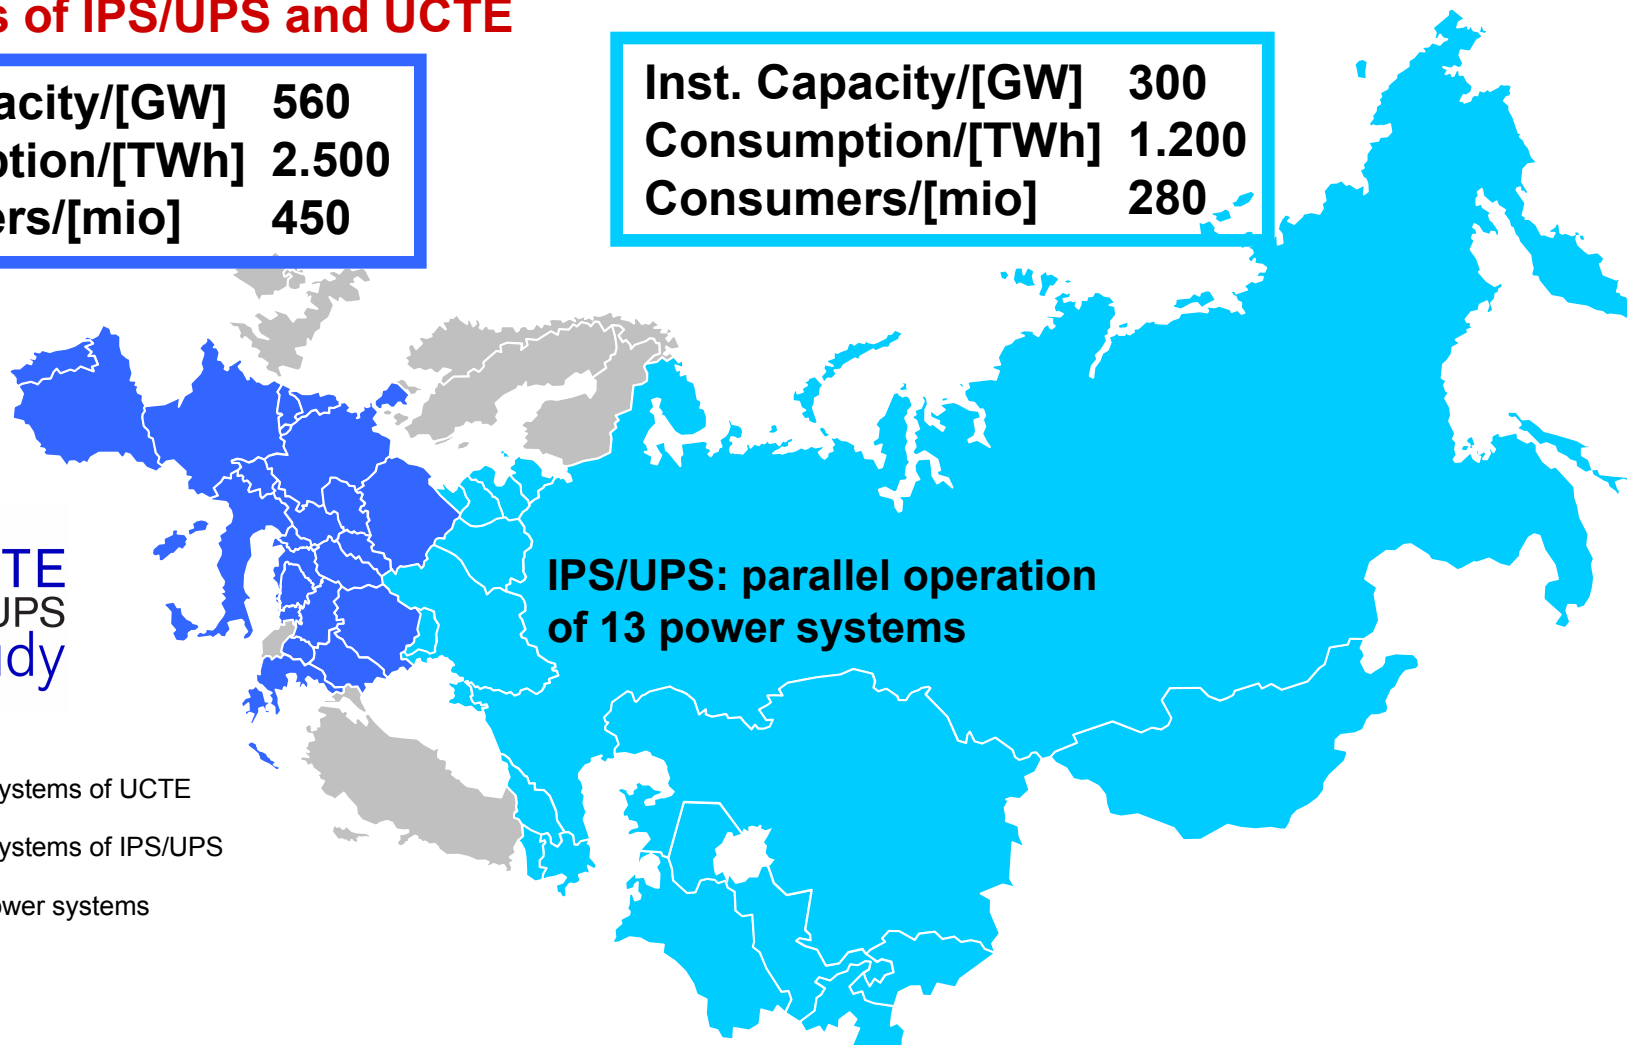 s of IPS/UPS and UCTE
acity/[GW] 560
ption/[TWh] 2.500
ers/[mio] 450
Inst. Capacity/[GW] 300
Consumption/[TWh] 1.200
Consumers/[mio] 280
IPS/UPS: parallel operation
of 13 power systems
TE
UPS
udy
ystems of UCTE
ystems of IPS/UPS
ower systems